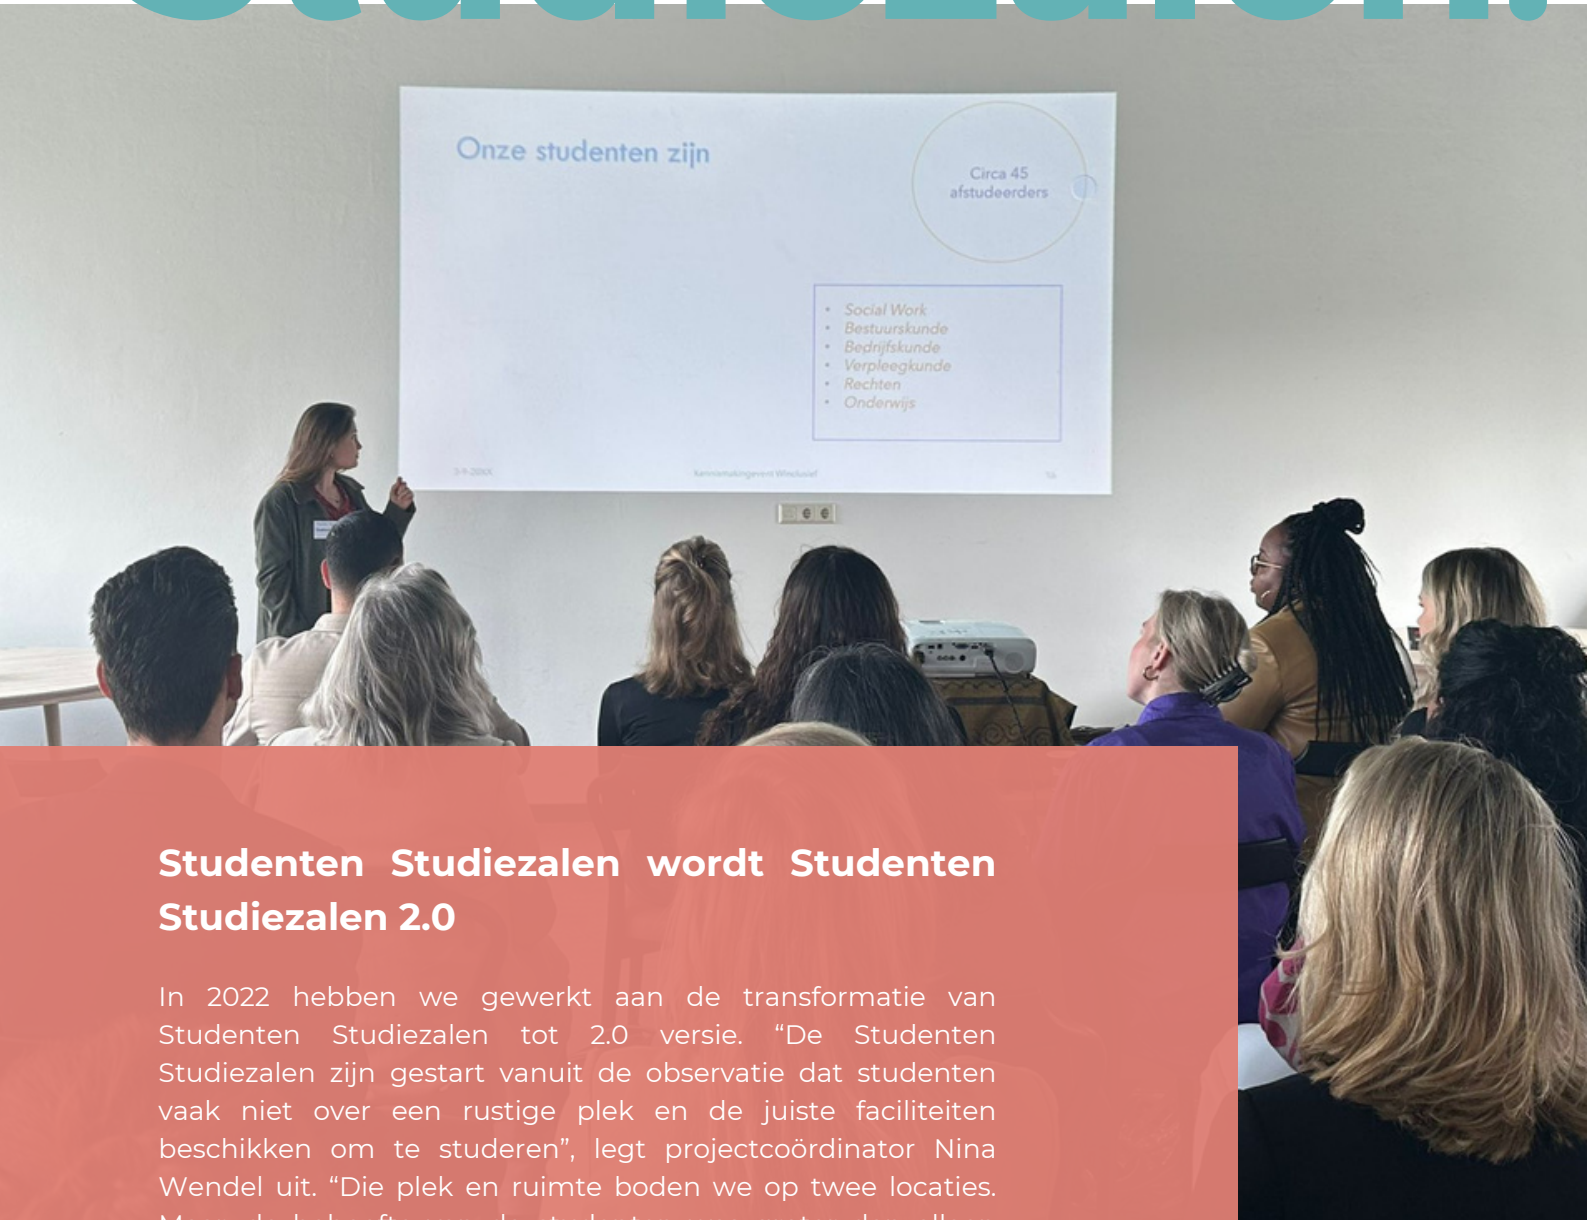 Onze studenten zijn
Circa 45
afstudeerders
• Social Work
• Bestuurskunde
• Bedrijfskunde
• Verpleegkunde
• Rechten
• Onderwijs
Kennismakingevent Winclusief
Studenten Studiezalen wordt Studenten
Studiezalen 2.0
In 2022 hebben we gewerkt aan de transformatie van
Studenten Studiezalen tot 2.0 versie. “De Studenten
Studiezalen zijn gestart vanuit de observatie dat studenten
vaak niet over een rustige plek en de juiste faciliteiten
beschikken om te studeren”, legt projectcoördinator Nina
Wendel uit. “Die plek en ruimte boden we op twee locaties.